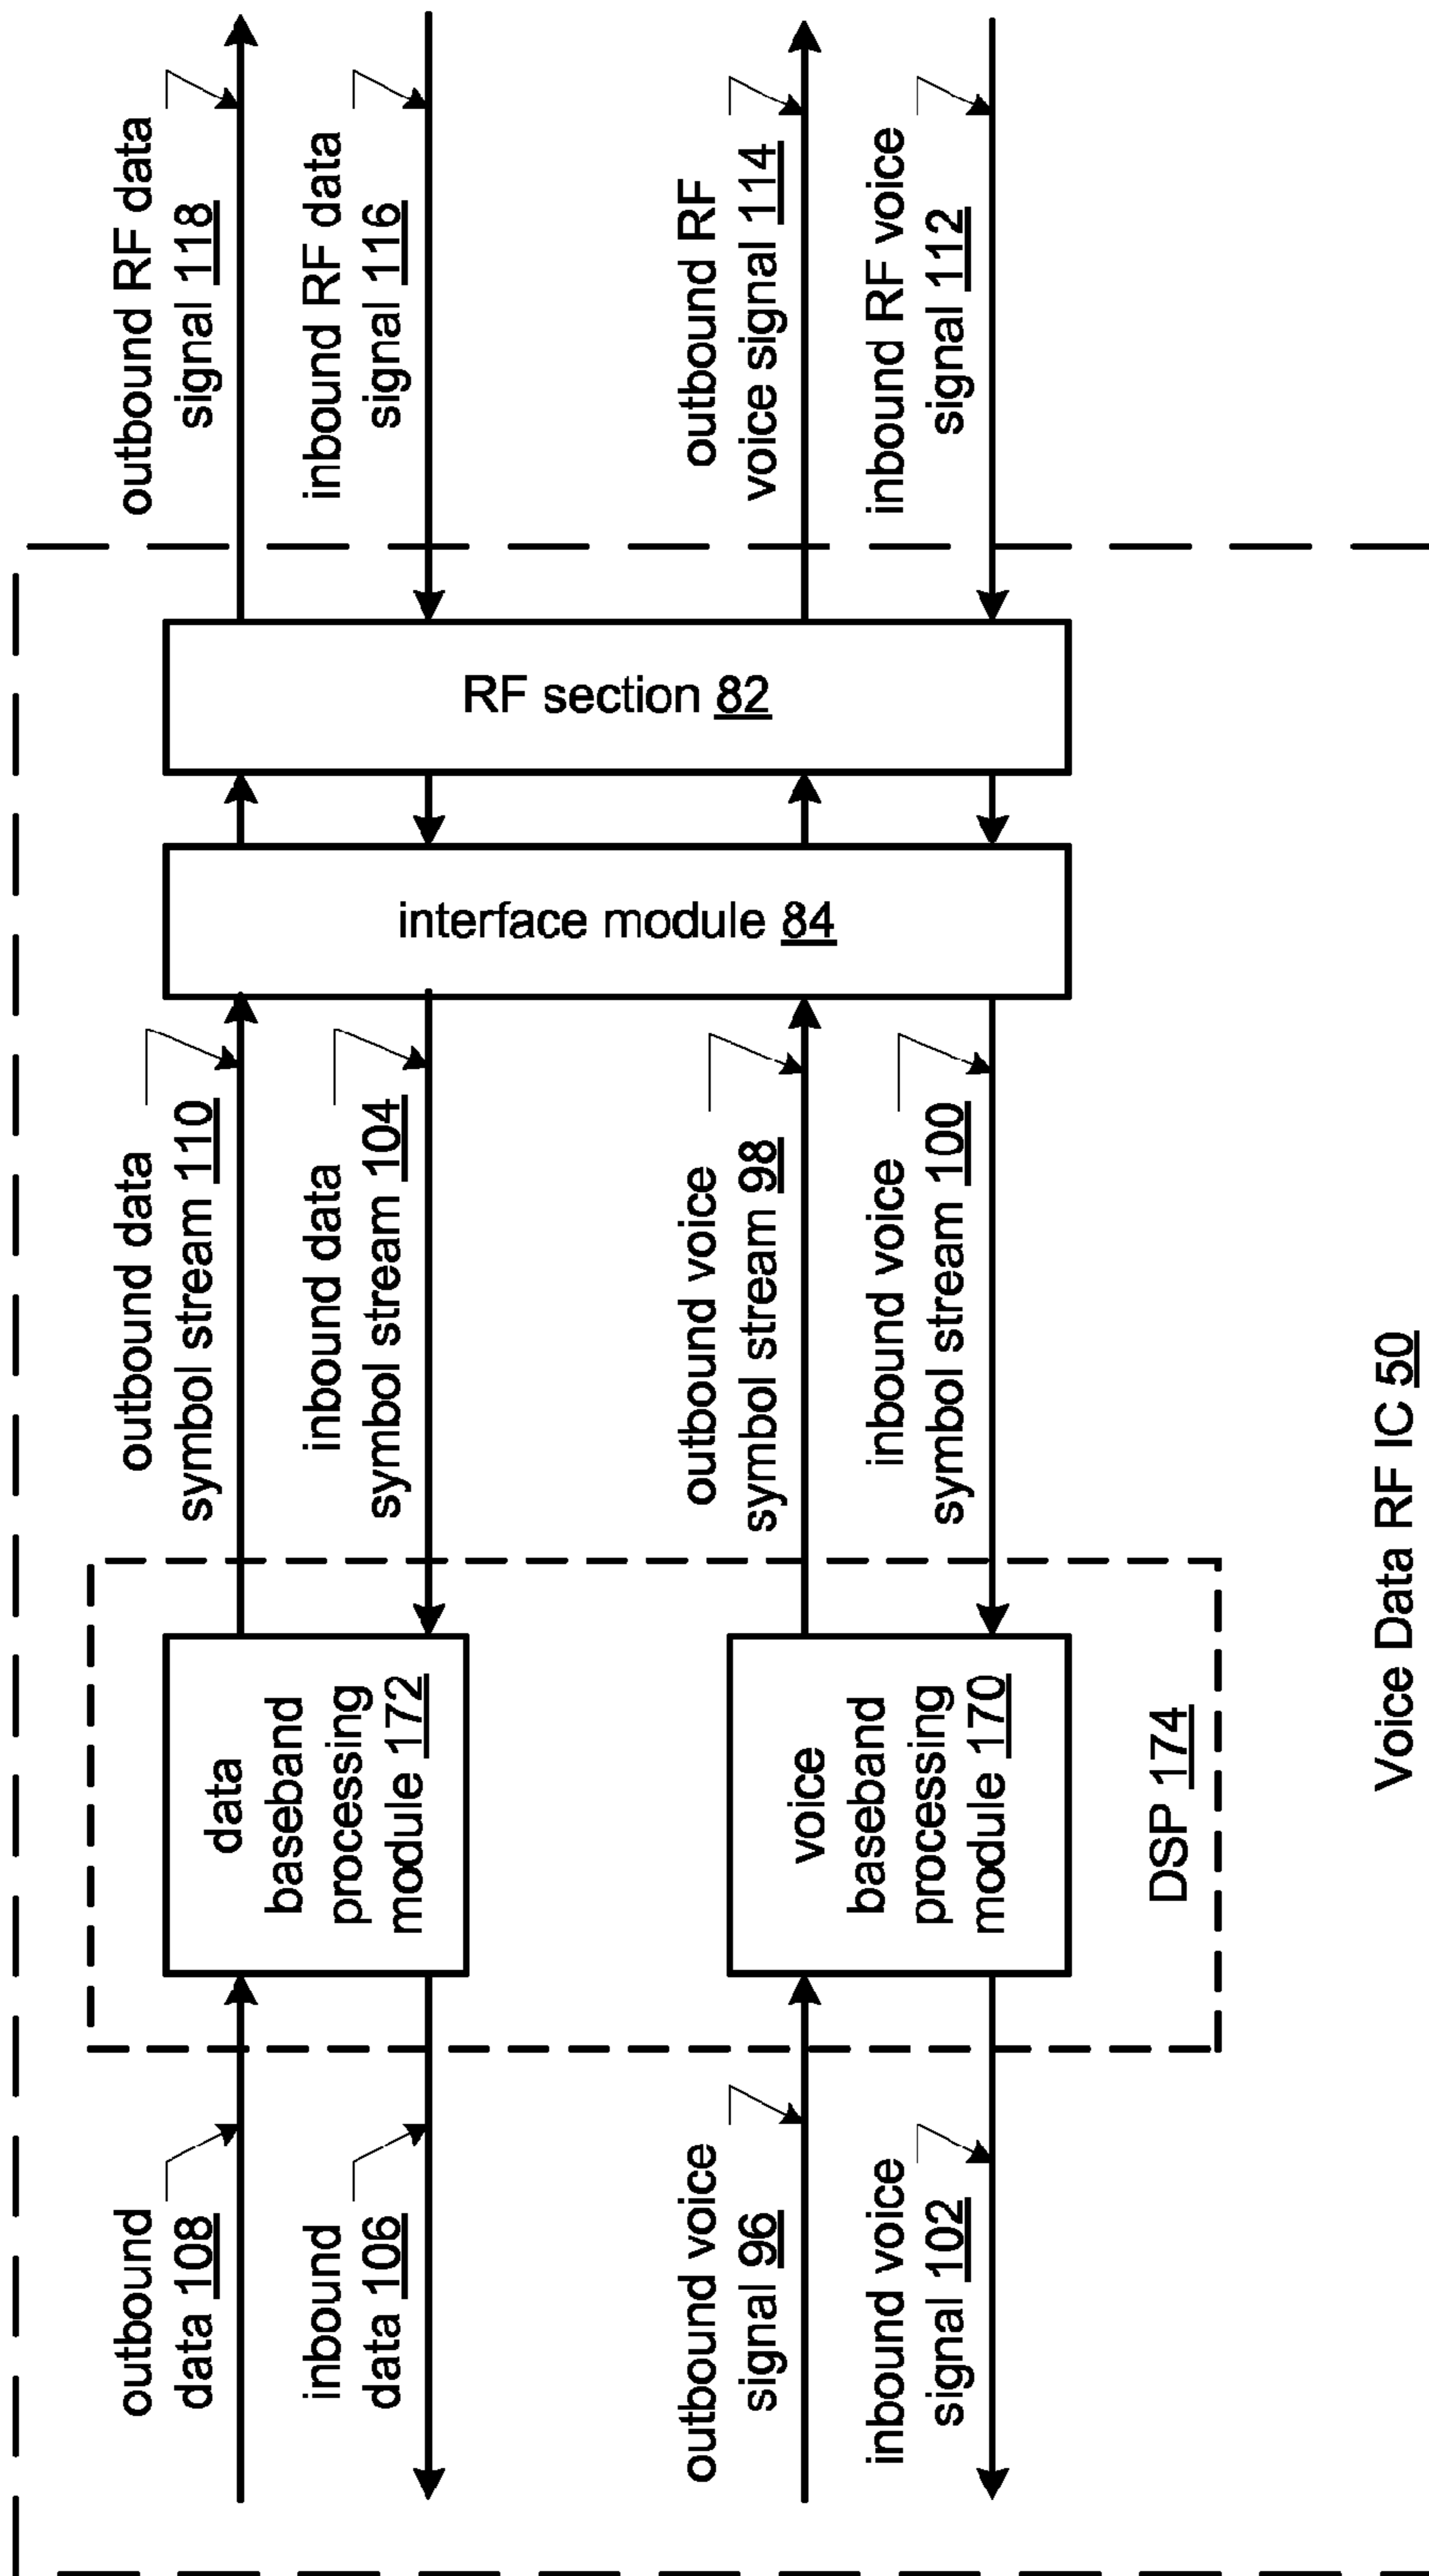 outbound
data 108
inbound
data 106
outbound voice
signal 96
inbound voice
signal 102
data
baseband
processing
module 172
voice
baseband
processing
module 170
DSP 174
outbound data
symbol stream 110
inbound data
symbol stream 104
outbound voice
symbol stream 98
inbound voice
symbol stream 100
interface module 84
RF section 82
outbound RF data
signal 118
inbound RF data
signal 116
outbound RF
voice signal 114
inbound RF voice
signal 112
Voice Data RF IC 50